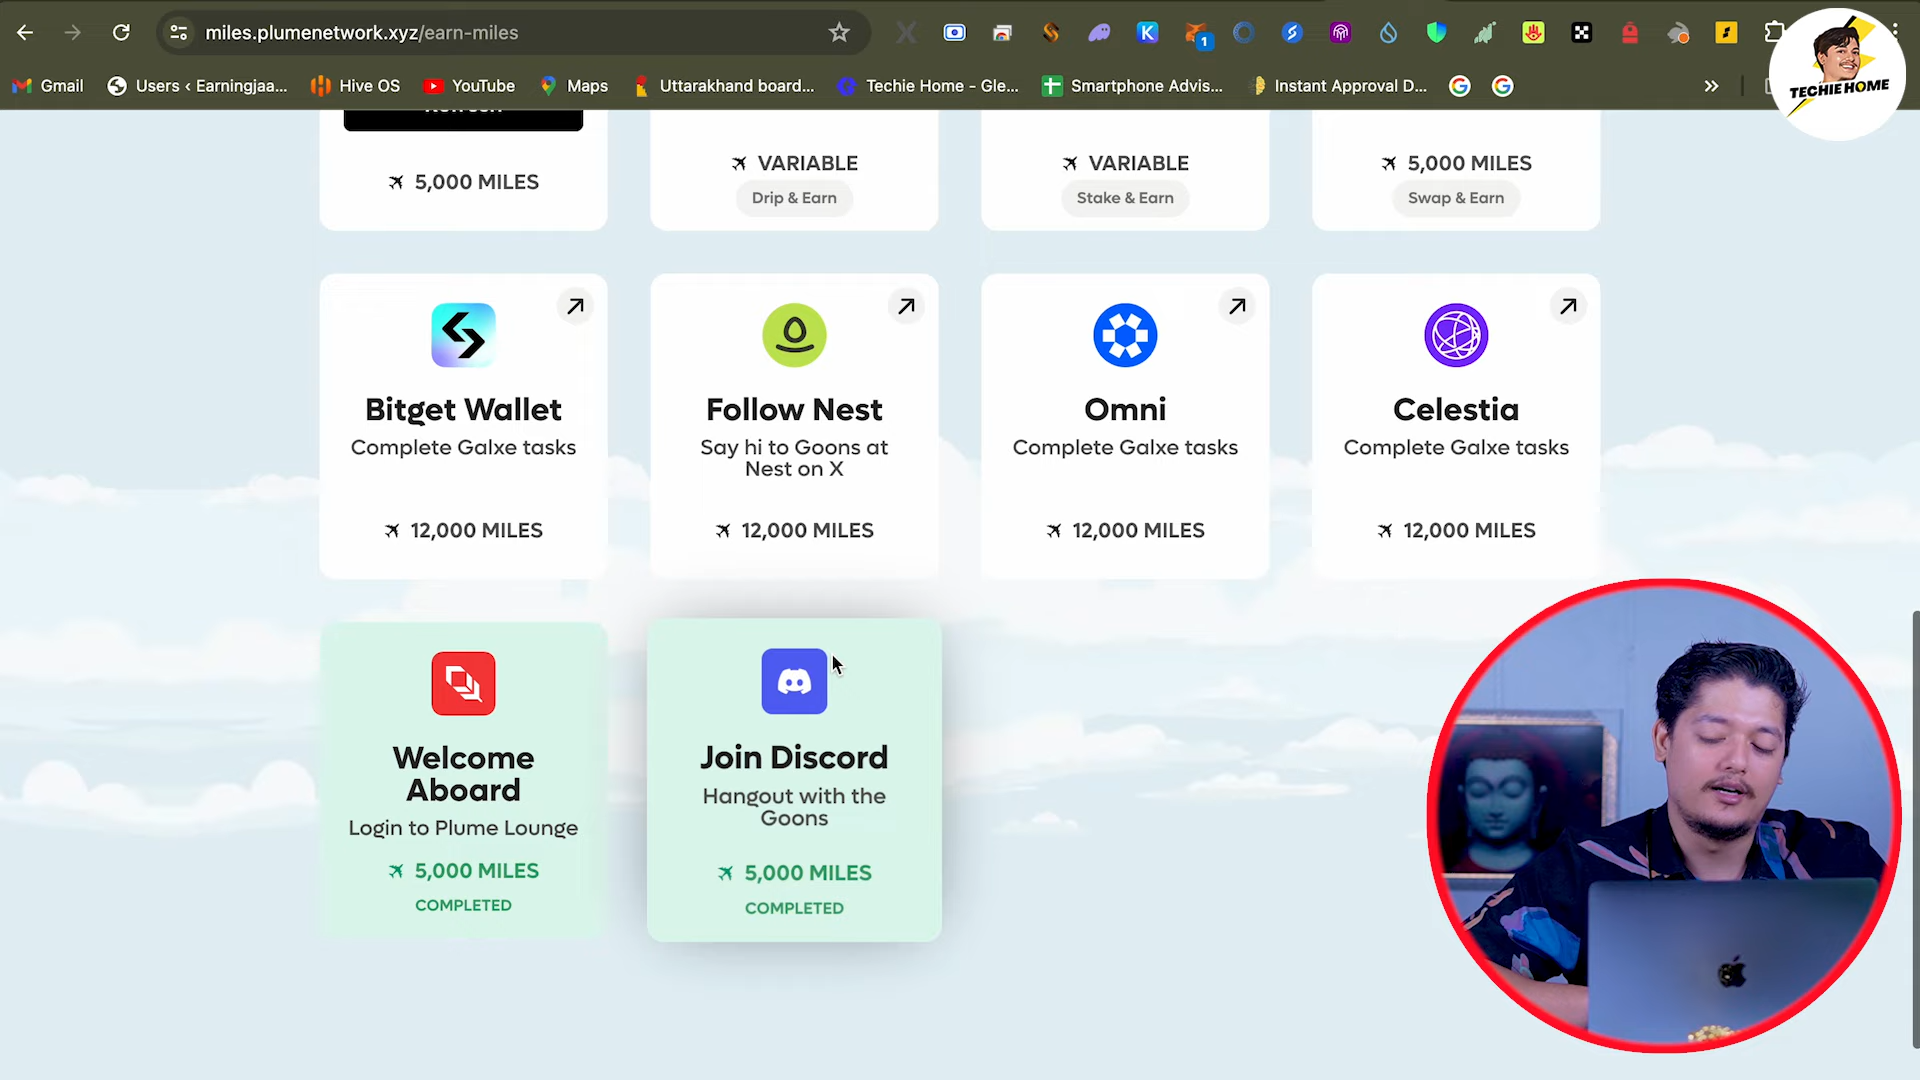 miles.plumenetwork.xyz/earn-miles
1
Gmail
Users ‹ Earningjaa...
Hive OS
YouTube
Maps
Uttarakhand board...
Techie Home - Gle...
Smartphone Advis...
Instant Approval D...
»
TECHIE HOME
5,000 MILES
VARIABLE
Drip & Earn
VARIABLE
Stake & Earn
5,000 MILES
Swap & Earn
Bitget Wallet
Complete Galxe tasks
12,000 MILES
Follow Nest
Say hi to Goons at
Nest on X
12,000 MILES
Omni
Complete Galxe tasks
12,000 MILES
Celestia
Complete Galxe tasks
12,000 MILES
Welcome
Aboard
Login to Plume Lounge
5,000 MILES
COMPLETED
Join Discord
Hangout with the
Goons
5,000 MILES
COMPLETED